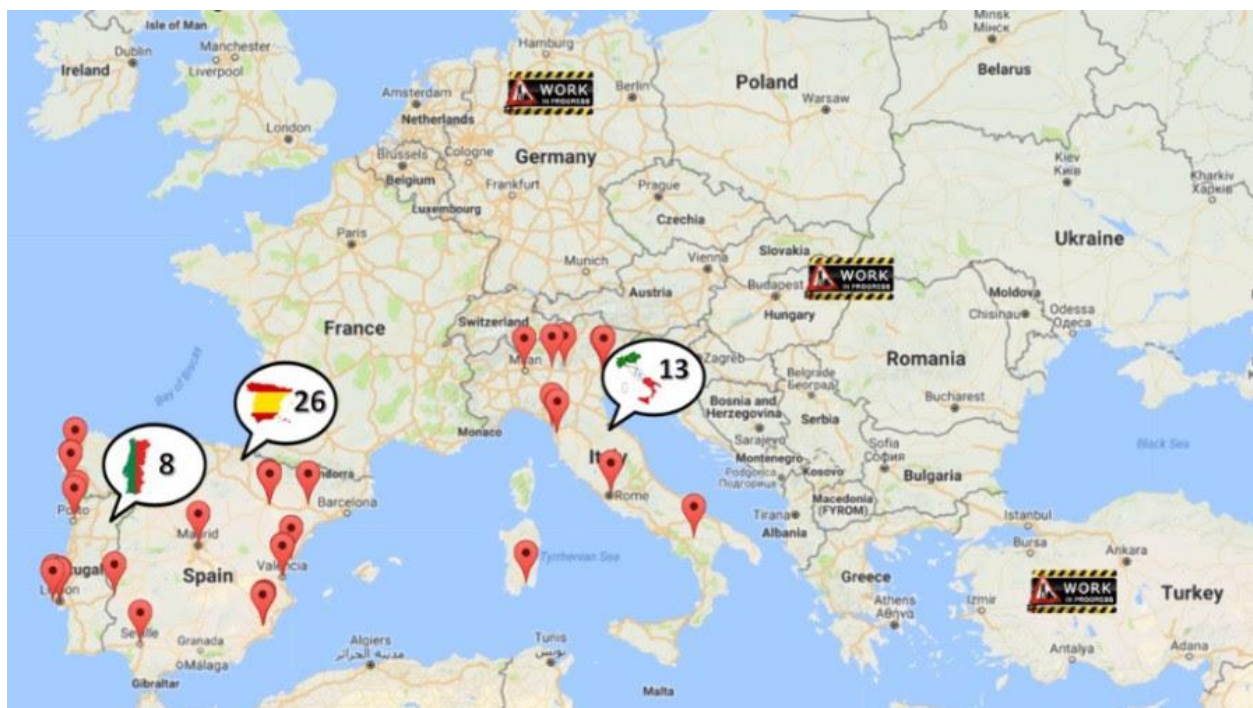 Isle of Man
Dublin
Ireland
Manchester
Liverpool
London
Hamburg
Amsterdam
Netherlands
Berlin
WORK
IN PROGRESS
Poland
Warsaw
Minsk
Мінск
Belarus
Brussels
Belgium
Cologne
Germany
Frankfurt
Luxembourg
Prague
Czechia
Kiev
Київ
Kharkiv
Харків
Ukraine
Paris
Munich
Vienna
Slovakia
Austria
Budapest
Hungary
WORK
IN PROGRESS
Moldova
Chisinau
Odessa
Одеса
France
Switzerland
Milan
Zagreb
Romania
Belgrade
Београд
Bucharest
Bay of Biscay
26
13
Monaco
Bosnia and
Herzegovina
Serbia
Sarajevo
Montenegro
Podgorica
Подгорица
Kosovo
Sofia
София
Bulgaria
Black Sea
8
Andorra
Barcelona
Porto
Madrid
Italy
Rome
Macedonia
(FYROM)
Tirana
Albania
Istanbul
Bursa
Ankara
Valencia
Spain
Portugal
Lisbon
Tyrrhenian Sea
Greece
Athens
Αθήνα
Izmir
WORK
IN PROGRESS
Turkey
Seville
Granada
Málaga
Gibraltar
Algiers
مدينة الجزائر
Tunis
تونس
Malta
Antalya
Adana